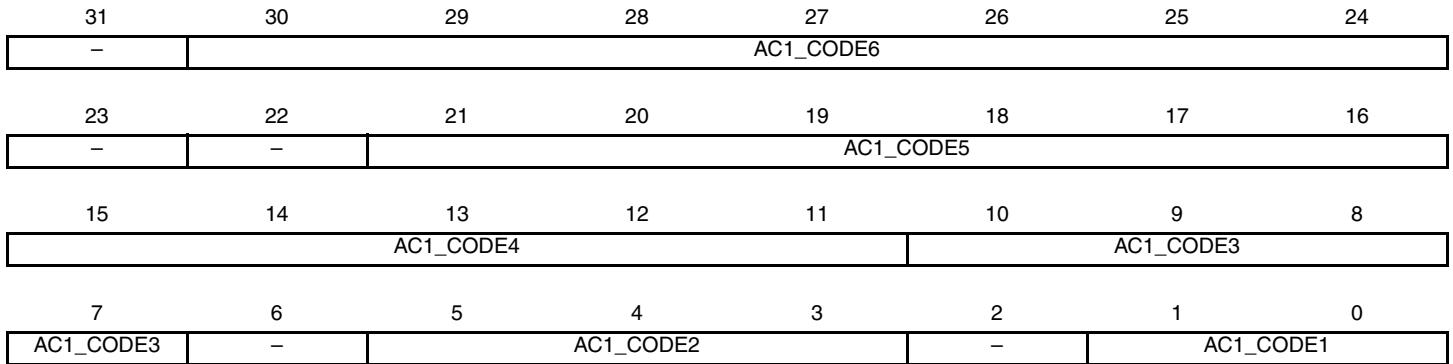 31 30 29 28 27 26 25 24
– AC1_CODE6
23 22 21 20 19 18 17 16
– – AC1_CODE5
15 14 13 12 11 10 9 8
AC1_CODE4 AC1_CODE3
7 6 5 4 3 2 1 0
AC1_CODE3 – AC1_CODE2 – AC1_CODE1